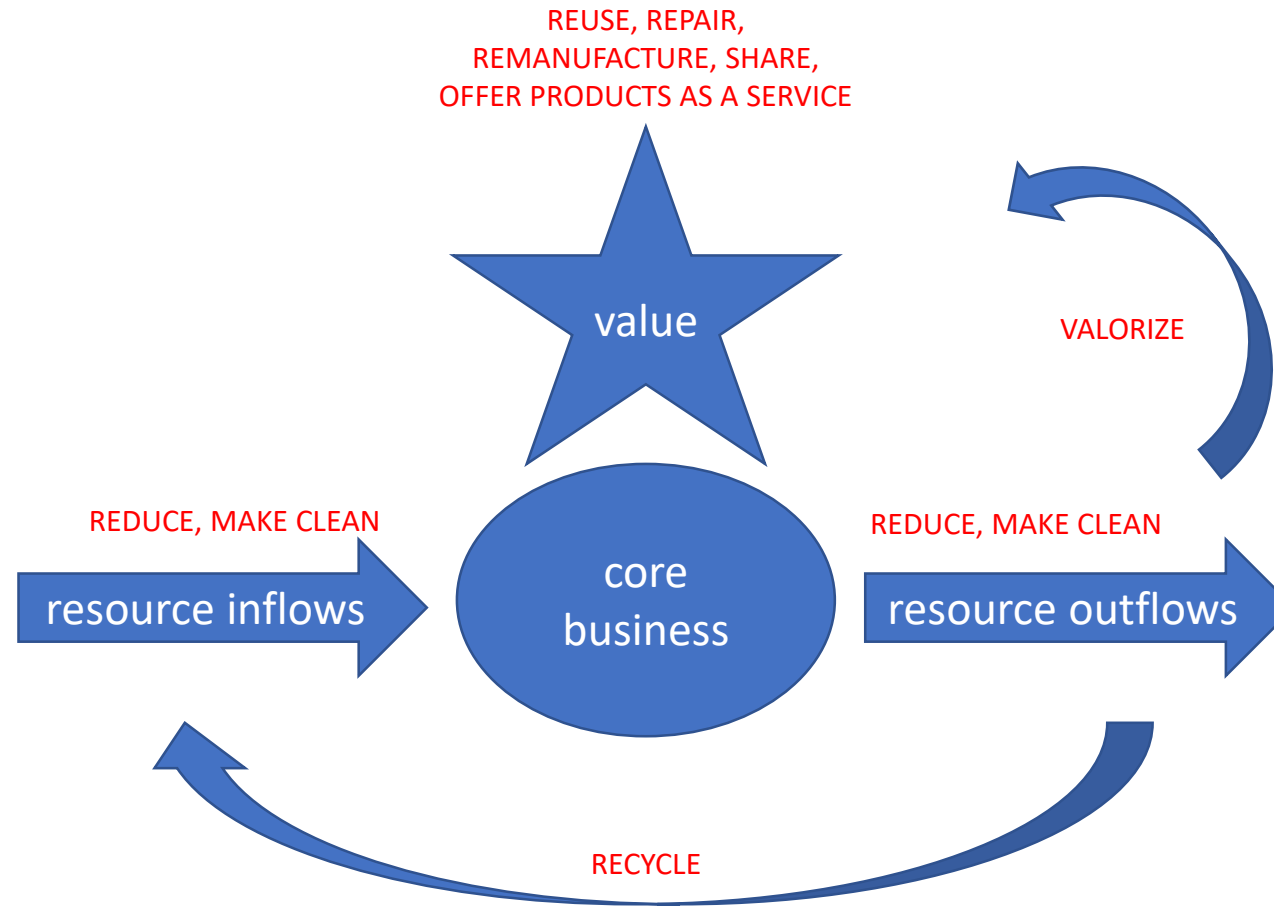 REUSE, REPAIR,
REMANUFACTURE, SHARE,
OFFER PRODUCTS AS A SERVICE
value
VALORIZE
REDUCE, MAKE CLEAN
REDUCE, MAKE CLEAN
resource inflows
core
business
resource outflows
RECYCLE